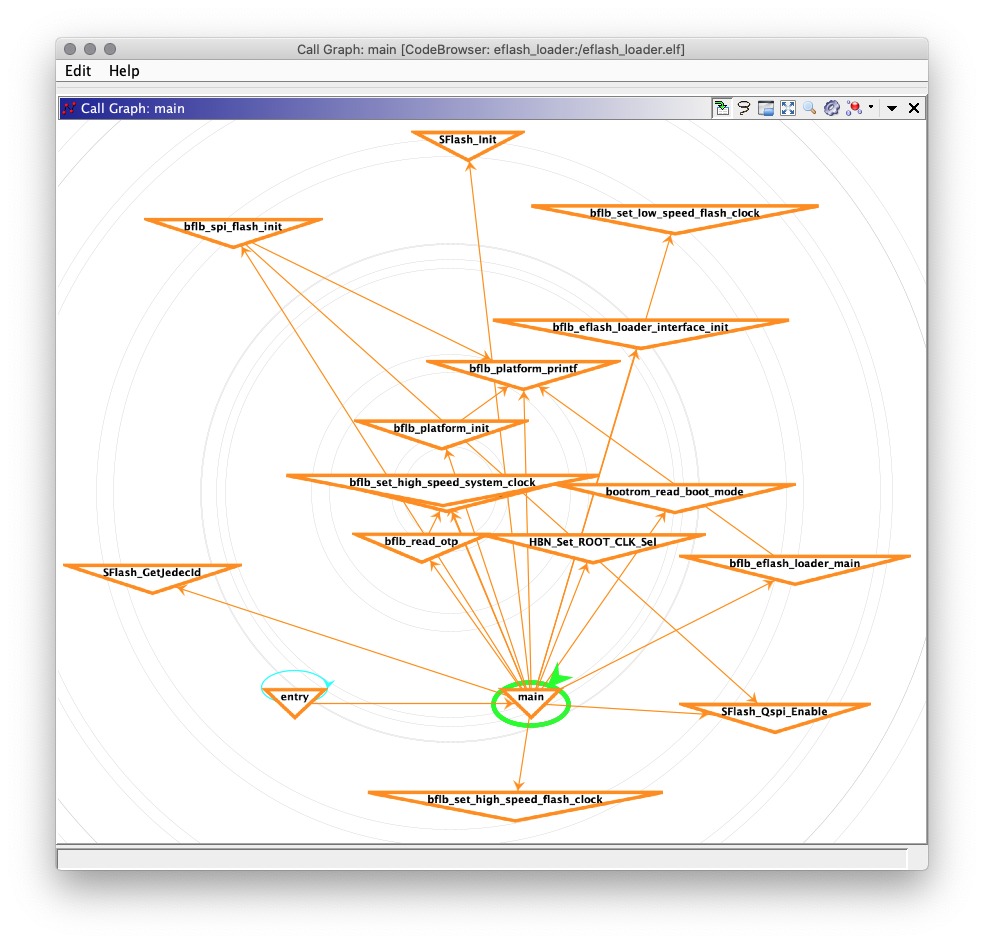 Call Graph: main [CodeBrowser: eflash_loader:/eflash_loader.elf]
Edit Help
Call Graph: main
SFlash_Init
bflb_set_low_speed_flash_clock
bflb_spi_flash_init
bflb_eflash_loader_interface_init
bflb_platform_printf
bflb_platform_init
bflb_set_high_speed_system_clock
bootrom_read_boot_mode
bflb_read_otp
HBN_Set_ROOT_CLK_Sel
bflb_eflash_loader_main
SFlash_GetJedecId
entry
main
SFlash_Qspi_Enable
bflb_set_high_speed_flash_clock